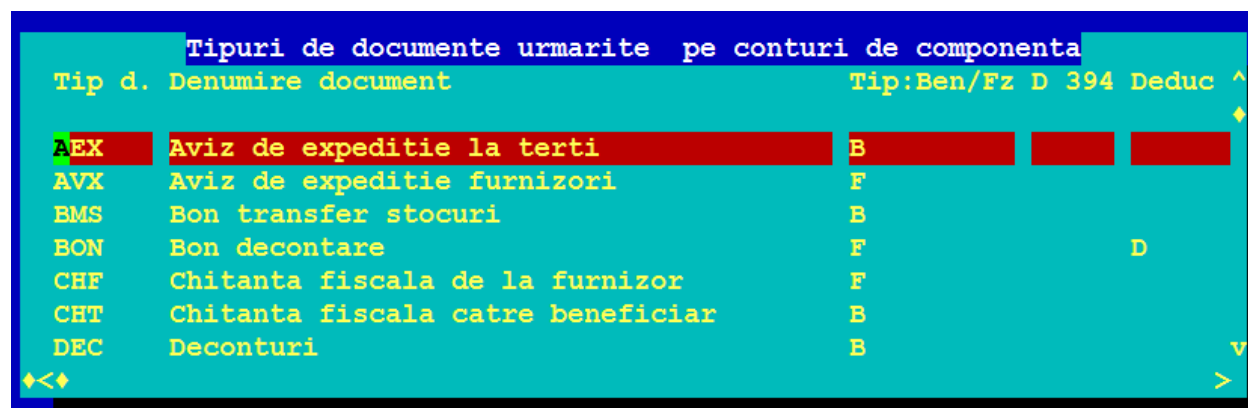 Tipuri de documente urmarite pe conturi de componenta
Tip d. Denumire document Tip:Ben/Fz D 394 Deduc ^
♦
AEX Aviz de expeditie la terti B
AVX Aviz de expeditie furnizori F
BMS Bon transfer stocuri B
BON Bon decontare F D
CHF Chitanta fiscala de la furnizor F
CHT Chitanta fiscala catre beneficiar B
DEC Deconturi B v
♦<♦ >